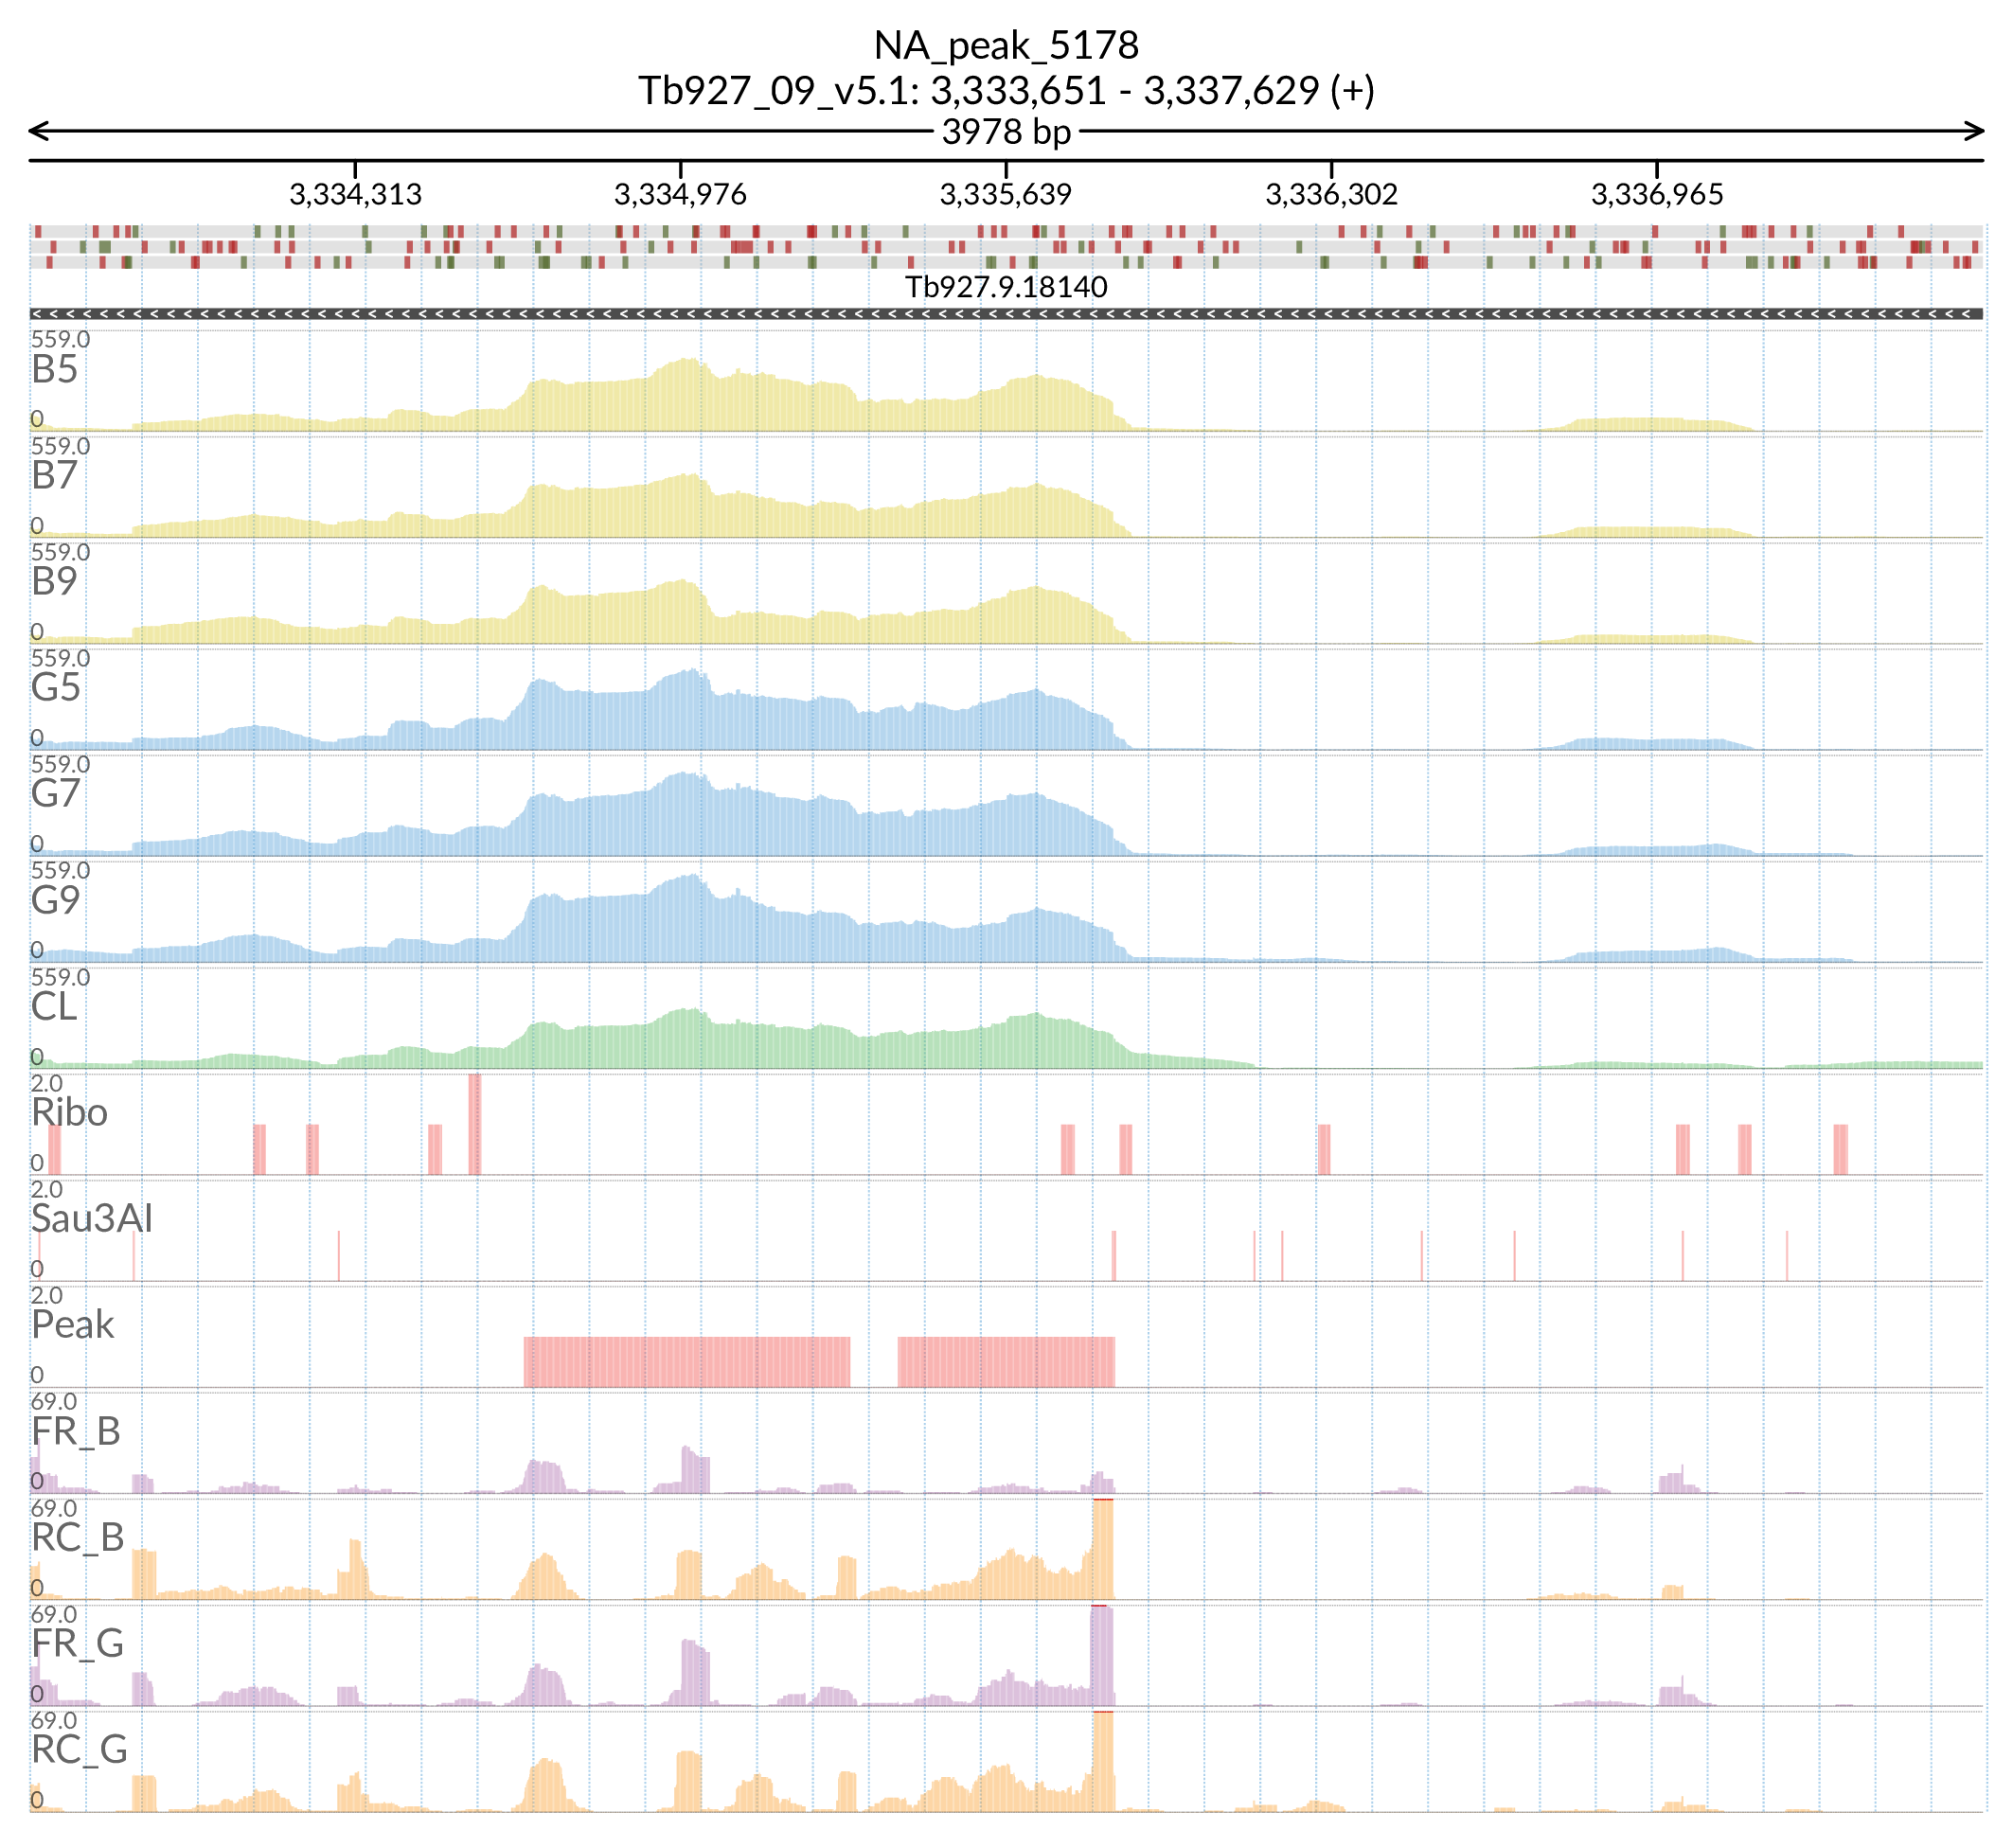 NA_peak_5178
Tb927_09_v5.1: 3,333,651 - 3,337,629 (+)
3978 bp
3,334,313 3,334,976 3,335,639 3,336,302 3,336,965
Tb927.9.18140
559.0
B5
0
559.0
B7
0
559.0
B9
0
559.0
G5
0
559.0
G7
0
559.0
G9
0
559.0
CL
0
2.0
Ribo
0
2.0
Sau3AI
0
2.0
Peak
0
69.0
FR_B
0
69.0
RC_B
0
69.0
FR_G
0
69.0
RC_G
0